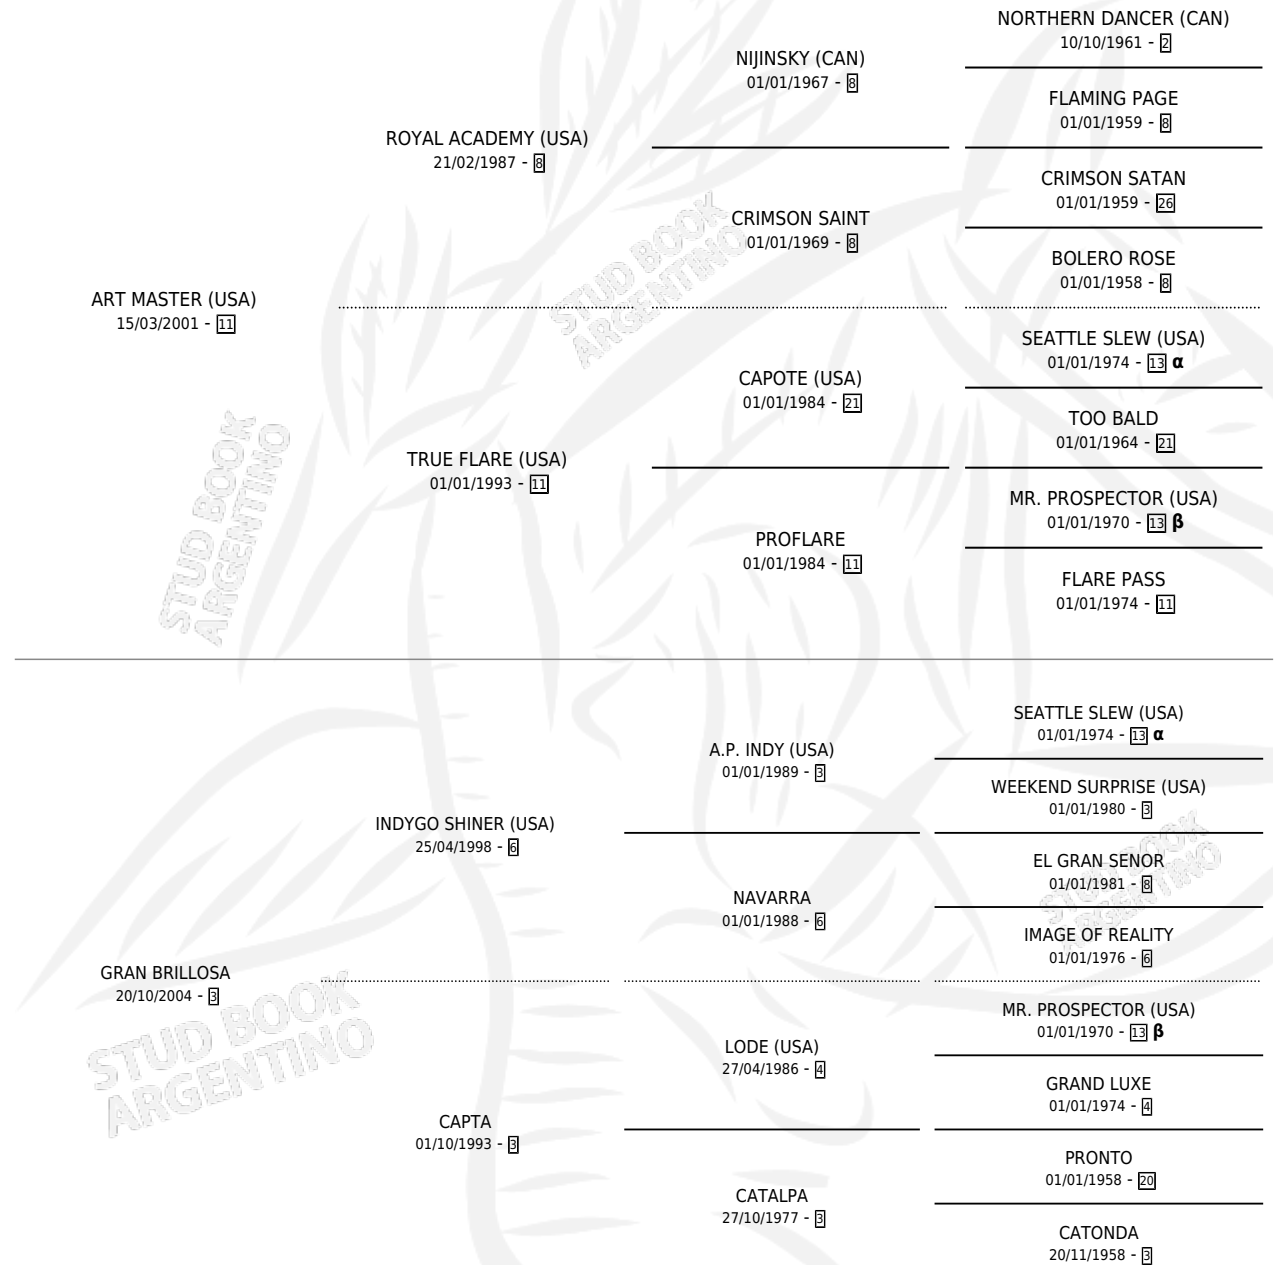 NORTHERN DANCER (CAN)
10/10/1961 - 2
NIJINSKY (CAN)
01/01/1967 - 8
FLAMING PAGE
01/01/1959 - 8
ROYAL ACADEMY (USA)
21/02/1987 - 8
CRIMSON SATAN
01/01/1959 - 26
CRIMSON SAINT
01/01/1969 - 8
BOLERO ROSE
01/01/1958 - 8
ART MASTER (USA)
15/03/2001 - 11
SEATTLE SLEW (USA)
01/01/1974 - 13 α
CAPOTE (USA)
01/01/1984 - 21
TOO BALD
01/01/1964 - 21
TRUE FLARE (USA)
01/01/1993 - 11
MR. PROSPECTOR (USA)
01/01/1970 - 13 β
PROFLARE
01/01/1984 - 11
FLARE PASS
01/01/1974 - 11
SEATTLE SLEW (USA)
01/01/1974 - 13 α
A.P. INDY (USA)
01/01/1989 - 3
WEEKEND SURPRISE (USA)
01/01/1980 - 3
INDYGO SHINER (USA)
25/04/1998 - 6
EL GRAN SENOR
01/01/1981 - 8
NAVARRA
01/01/1988 - 6
IMAGE OF REALITY
01/01/1976 - 6
GRAN BRILLOSA
20/10/2004 - 3
MR. PROSPECTOR (USA)
01/01/1970 - 13 β
LODE (USA)
27/04/1986 - 4
GRAND LUXE
01/01/1974 - 4
CAPTA
01/10/1993 - 3
PRONTO
01/01/1958 - 20
CATALPA
27/10/1977 - 3
CATONDA
20/11/1958 - 3
STUD BOOK
ARGENTINO
STUD BOOK
ARGENTINO
STUD BOOK
ARGENTINO
STUD BOOK
ARGENTINO